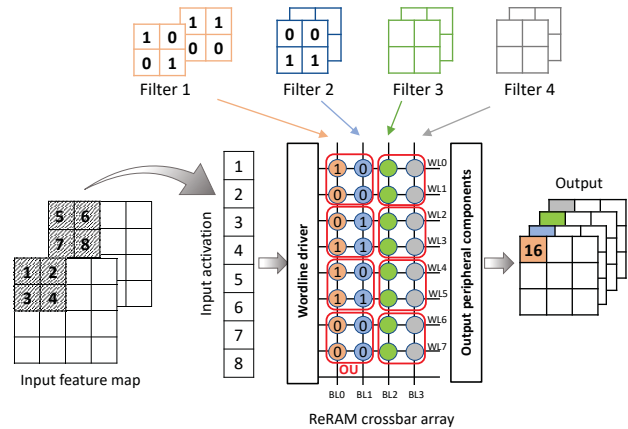 1 1
1 0
0 0
0 1
0 0
1 1
Filter 1
Filter 2
Filter 3
Filter 4
5 6
7 8
1 2
3 4
Input feature map
Input activation
1
2
3
4
5
6
7
8
Wordline driver
1 0 WL0
0 0 WL1
0 1 WL2
1 1 WL3
1 0 WL4
1 1 WL5
0 0 WL6
0 0 WL7
OU
BL0 BL1 BL2 BL3
ReRAM crossbar array
Output peripheral components
Output
16